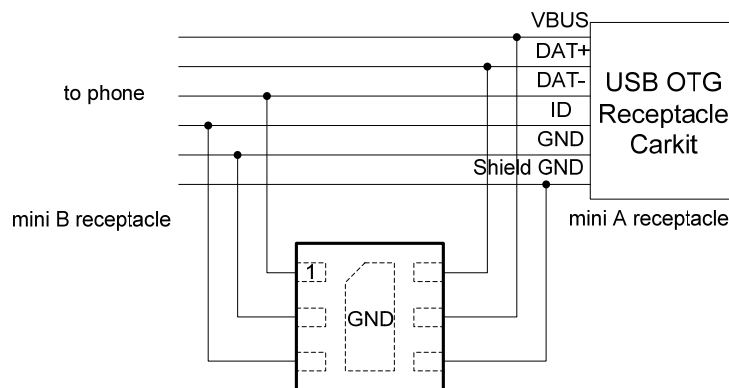 VBUS
DAT+
DAT-
ID
GND
Shield GND
USB OTG
Receptacle
Carkit
to phone
mini B receptacle
mini A receptacle
1
GND